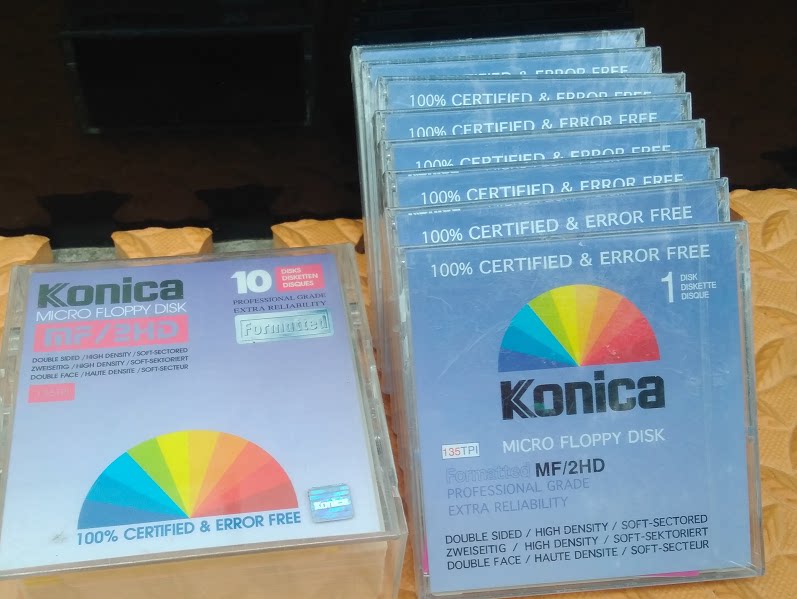 Konica
MICRO FLOPPY DISK
MF/2HD
DOUBLE SIDED / HIGH DENSITY / SOFT-SECTORED
ZWEISEITIG / HIGH DENSITY / SOFT-SEKTORIERT
DOUBLE FACE / HAUTE DENSITE / SOFT-SECTEUR
135TPI
10
DISKS
DISKETTEN
DISQUES
PROFESSIONAL GRADE
EXTRA RELIABILITY
Formatted
Konica
100% CERTIFIED & ERROR FREE
CERTIFIED & ERROR FREE
100% CERTIFIED & ERROR FREE
100% CERTIFIED & ERROR FREE
100% CERTIFIED & ERROR FREE
100% CERTIFIED & ERROR FREE
100% CERTIFIED & ERROR FREE
100% CERTIFIED & ERROR FREE
1
DISK
DISKETTE
DISQUE
Konica
MICRO FLOPPY DISK
135TPI
Formatted MF/2HD
PROFESSIONAL GRADE
EXTRA RELIABILITY
DOUBLE SIDED / HIGH DENSITY / SOFT-SECTORED
ZWEISEITIG / HIGH DENSITY / SOFT-SEKTORIERT
DOUBLE FACE / HAUTE DENSITE / SOFT-SECTEUR